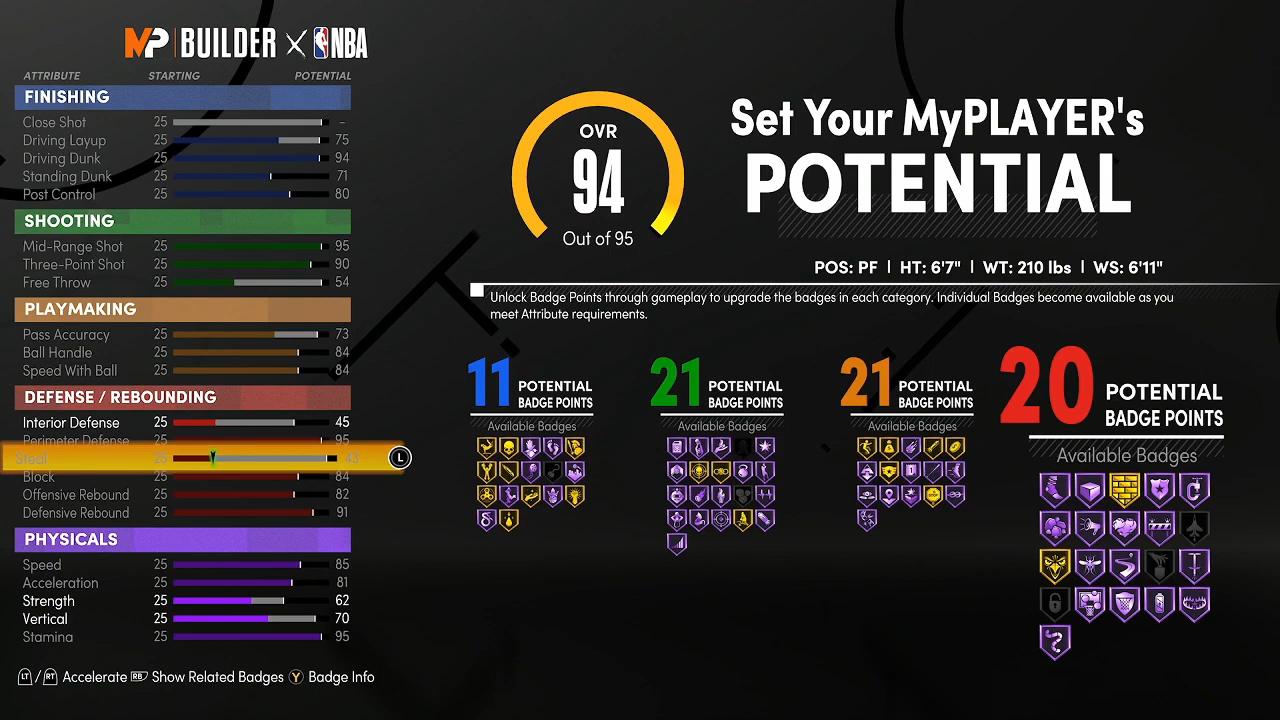 MP | BUILDER X NBA
ATTRIBUTE STARTING POTENTIAL
FINISHING
Close Shot 25 -
Driving Layup 25 75
Driving Dunk 25 94
Standing Dunk 25 71
Post Control 25 80
SHOOTING
Mid-Range Shot 25 95
Three-Point Shot 25 90
Free Throw 25 54
PLAYMAKING
Pass Accuracy 25 73
Ball Handle 25 84
Speed With Ball 25 84
DEFENSE / REBOUNDING
Interior Defense 25 45
Perimeter Defense 25 95
Steal 25 43
Block 25 84
Offensive Rebound 25 82
Defensive Rebound 25 91
PHYSICALS
Speed 25 85
Acceleration 25 81
Strength 25 62
Vertical 25 70
Stamina 25 95
LT / RT Accelerate RB Show Related Badges Y Badge Info
OVR
94
Out of 95
Set Your MyPLAYER's
POTENTIAL
POS: PF | HT: 6'7" | WT: 210 lbs | WS: 6'11"
Unlock Badge Points through gameplay to upgrade the badges in each category. Individual Badges become available as you
meet Attribute requirements.
11 POTENTIAL BADGE POINTS
Available Badges
21 POTENTIAL BADGE POINTS
Available Badges
21 POTENTIAL BADGE POINTS
Available Badges
20 POTENTIAL BADGE POINTS
Available Badges
L